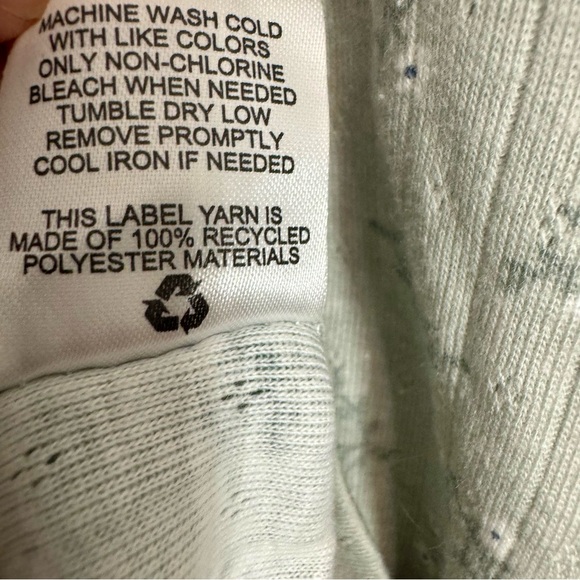 MACHINE WASH COLD
WITH LIKE COLORS
ONLY NON-CHLORINE
BLEACH WHEN NEEDED
TUMBLE DRY LOW
REMOVE PROMPTLY
COOL IRON IF NEEDED
THIS LABEL YARN IS
MADE OF 100% RECYCLED
POLYESTER MATERIALS